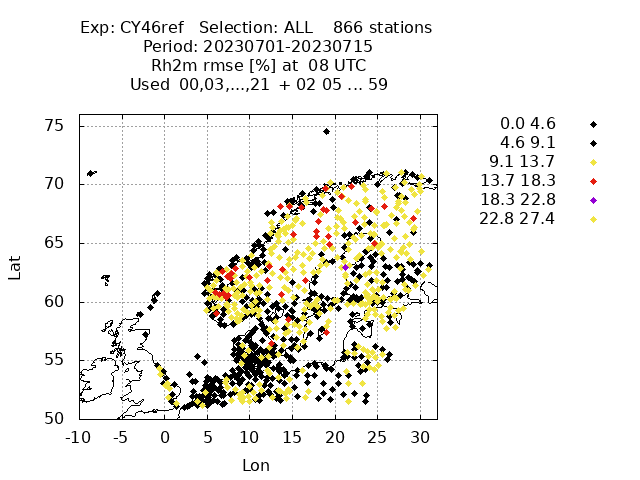 Exp: CY46ref   Selection: ALL    866 stations
Period: 20230701-20230715
Rh2m rmse [%] at  08 UTC
Used  00,03,...,21  + 02 05 ... 59
0.0 4.6
4.6 9.1
9.1 13.7
13.7 18.3
18.3 22.8
22.8 27.4
75
70
65
60
55
50
Lat
-10 -5 0 5 10 15 20 25 30
Lon